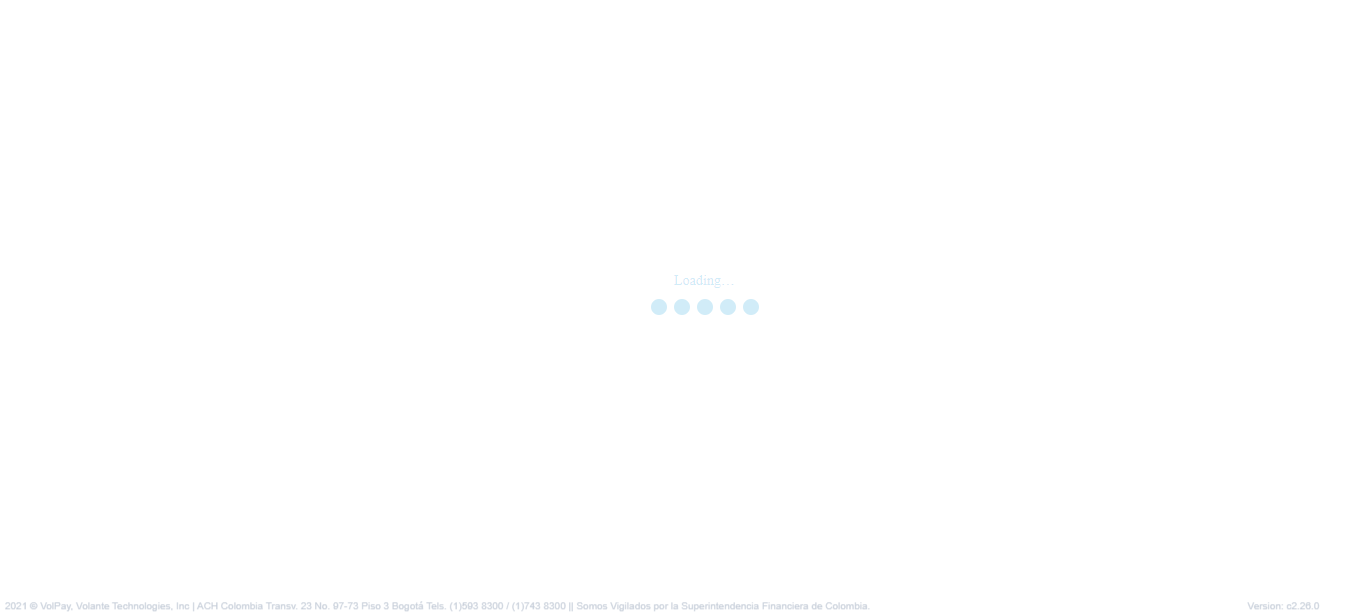 Loading...
2021 © VolPay, Volante Technologies, Inc | ACH Colombia Transv. 23 No. 97-73 Piso 3 Bogotá Tels. (1)593 8300 / (1)743 8300 || Somos Vigilados por la Superintendencia Financiera de Colombia.
Version: c2.26.0